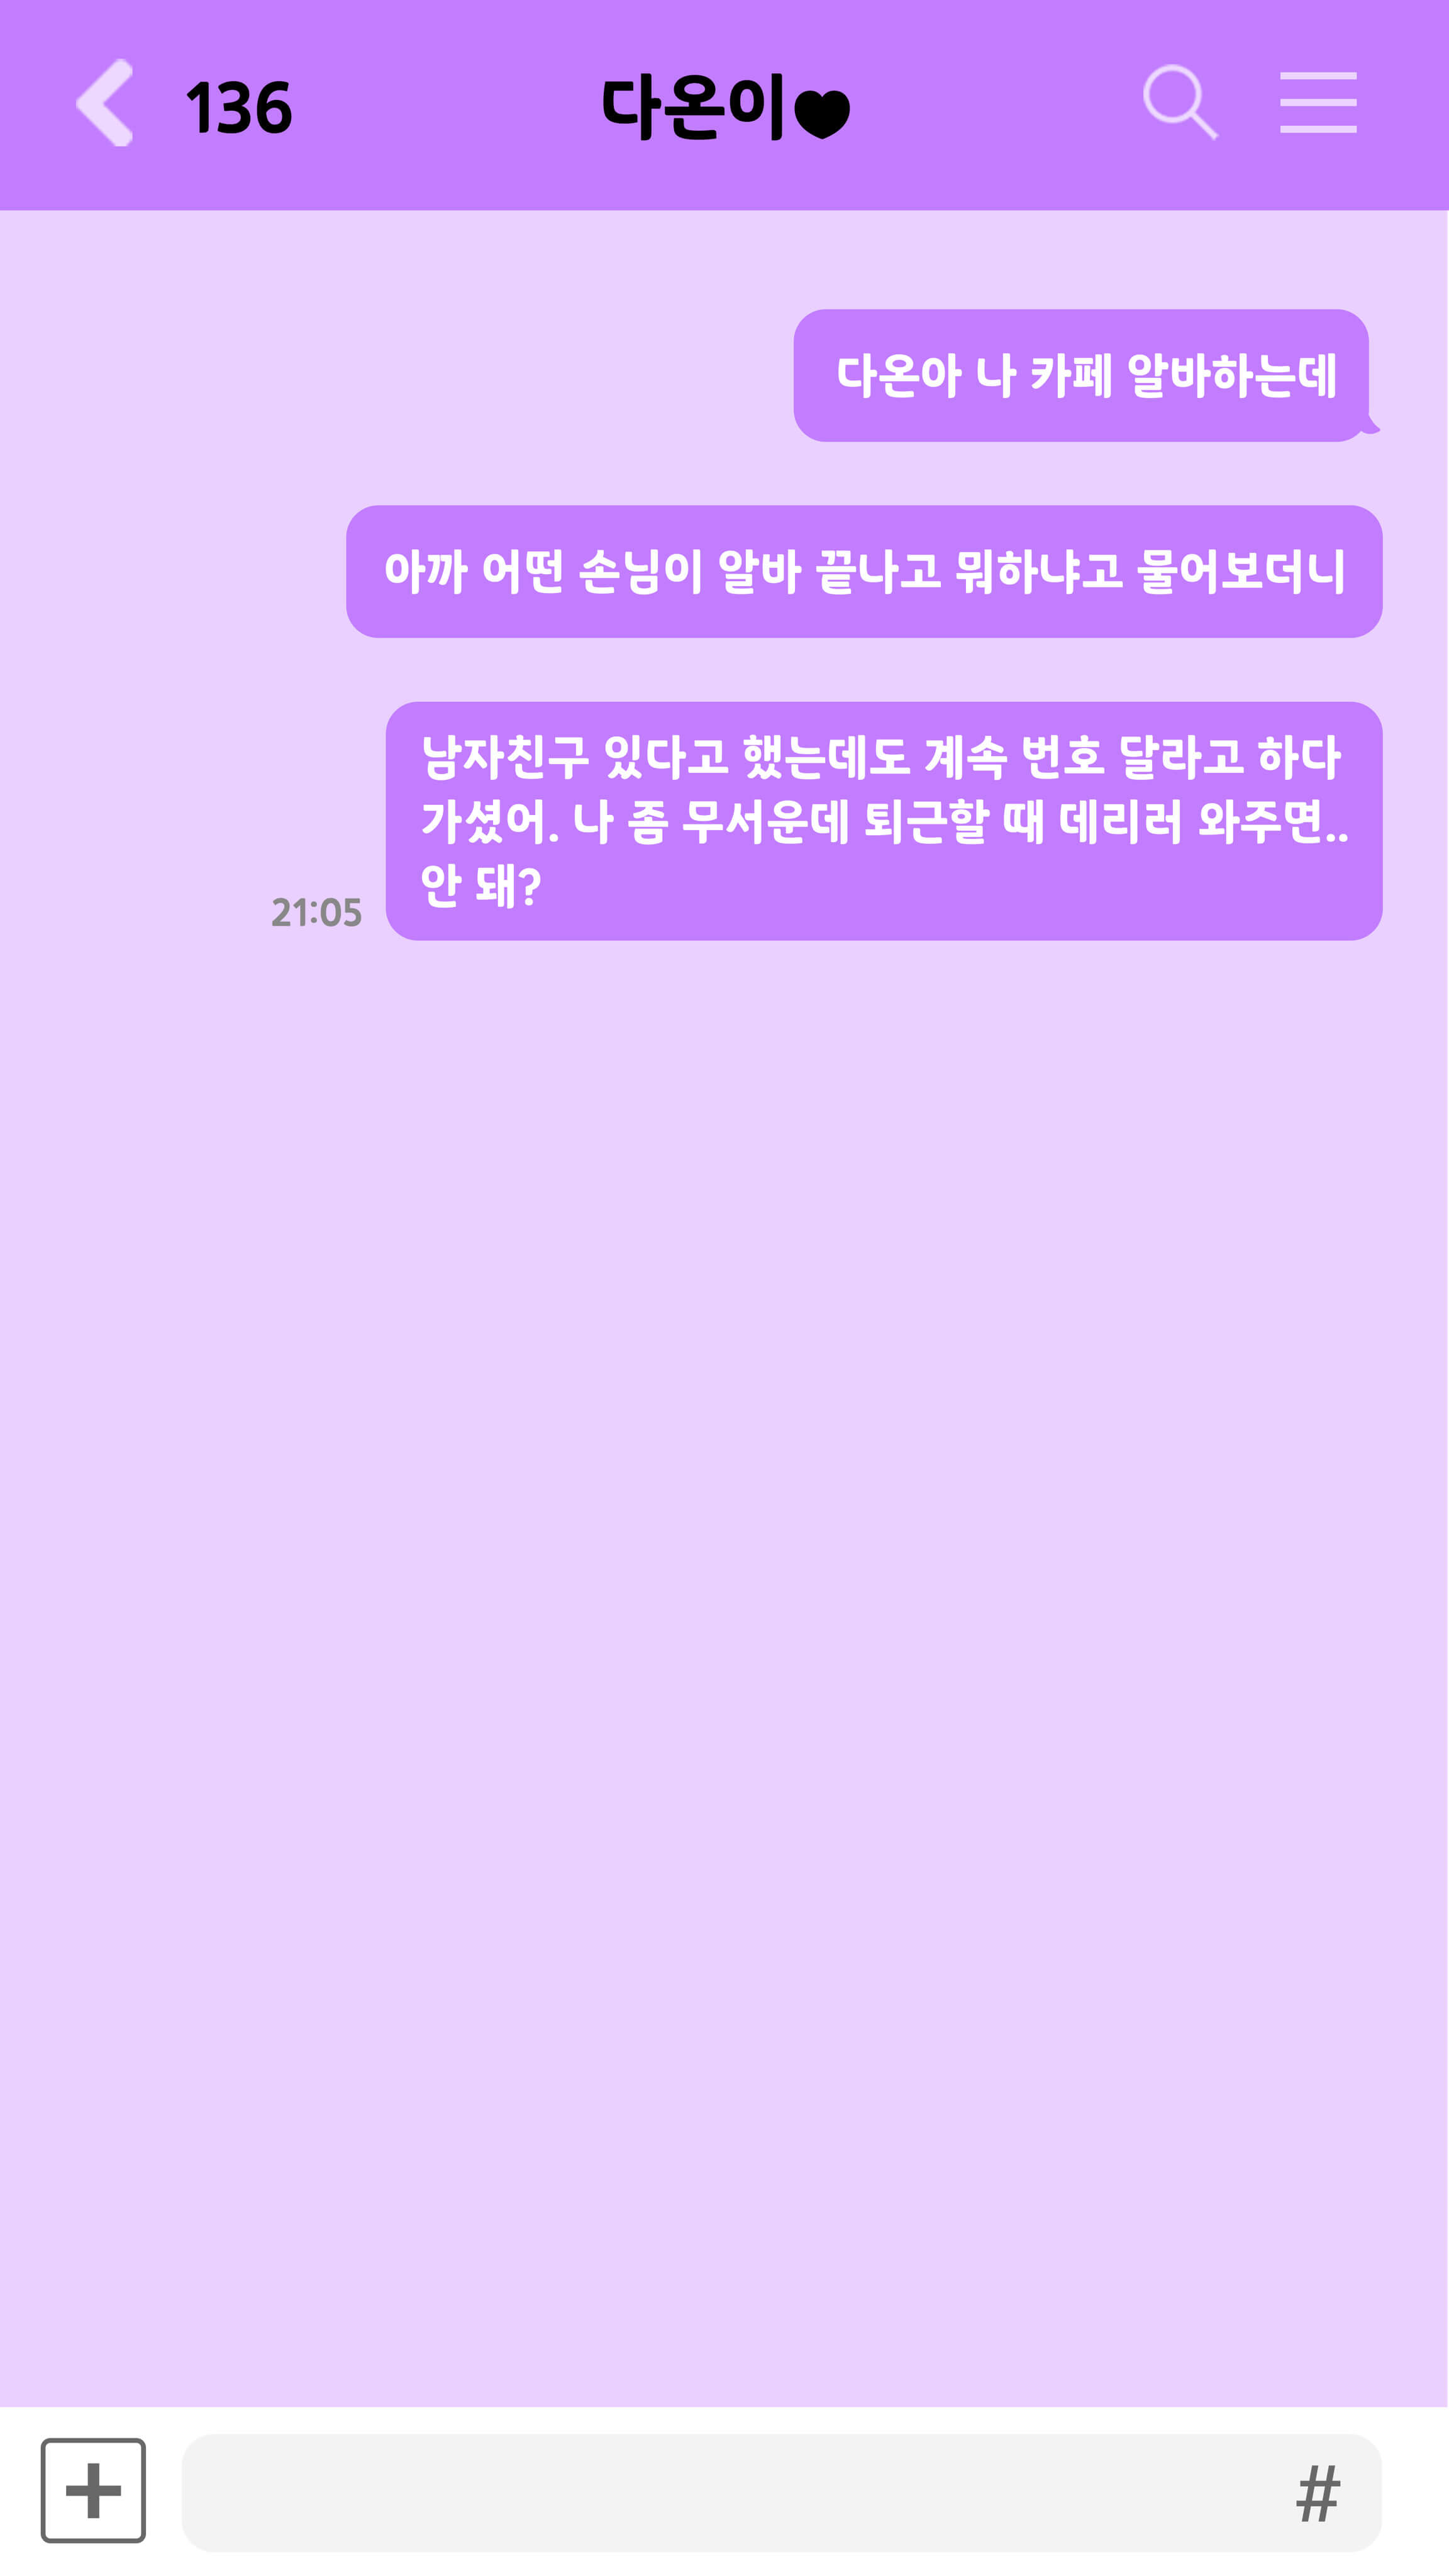 136
다온이♥
다온아 나 카페 알바하는데
아까 어떤 손님이 알바 끝나고 뭐하냐고 물어보더니
남자친구 있다고 했는데도 계속 번호 달라고 하다
가셨어. 나 좀 무서운데 퇴근할 때 데리러 와주면..
안 돼?
21:05
#